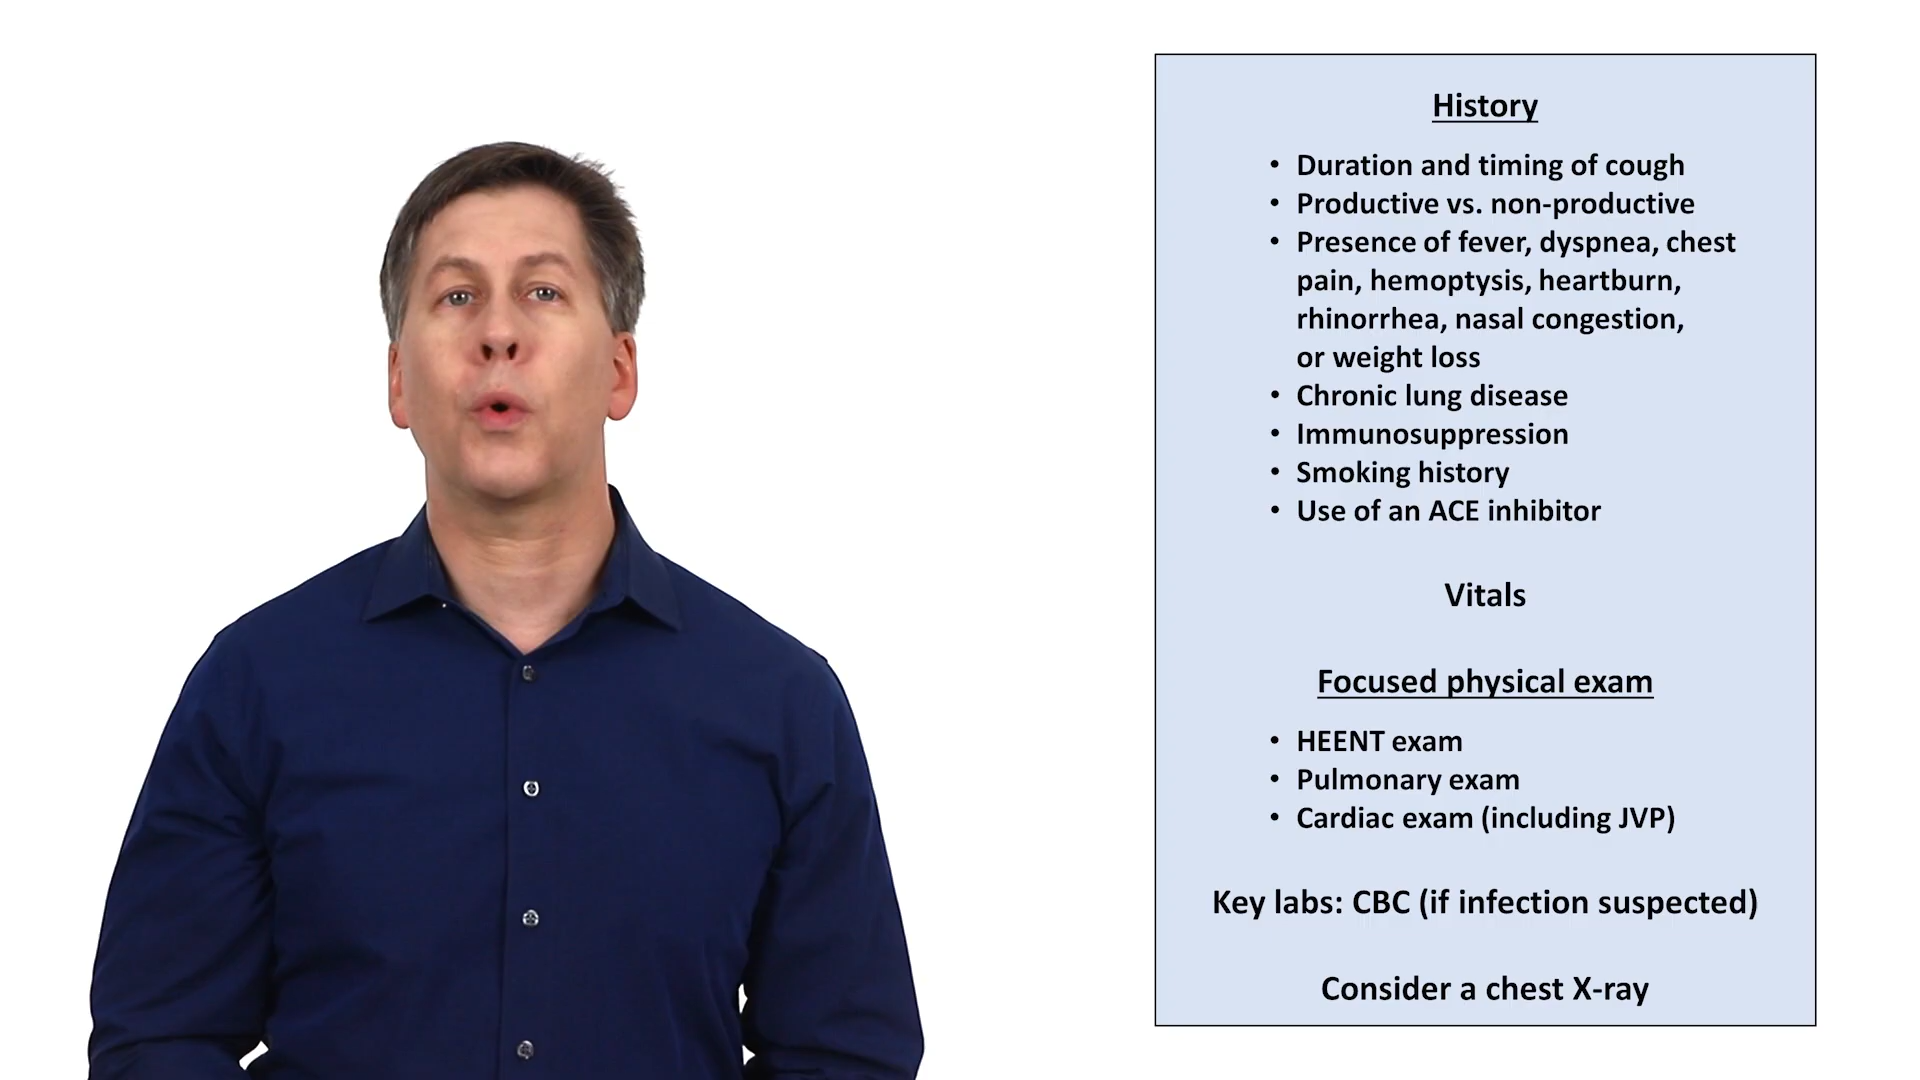 History
• Duration and timing of cough
• Productive vs. non-productive
• Presence of fever, dyspnea, chest
pain, hemoptysis, heartburn,
rhinorrhea, nasal congestion,
or weight loss
• Chronic lung disease
• Immunosuppression
• Smoking history
• Use of an ACE inhibitor
Vitals
Focused physical exam
• HEENT exam
• Pulmonary exam
• Cardiac exam (including JVP)
Key labs: CBC (if infection suspected)
Consider a chest X-ray